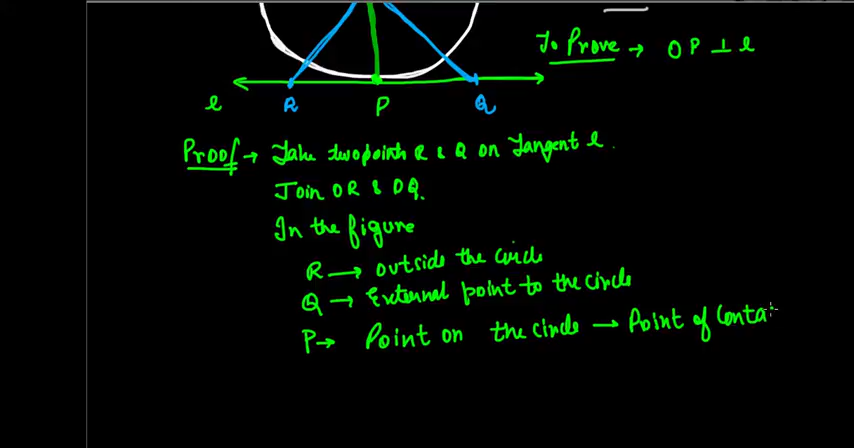 To Prove → OP ⊥ l
l R P Q
Proof → Take two points R & Q on Tangent l.
Join OR & OQ.
In the figure
R → outside the circle
Q → External point to the circle
P → Point on the circle → Point of Conta